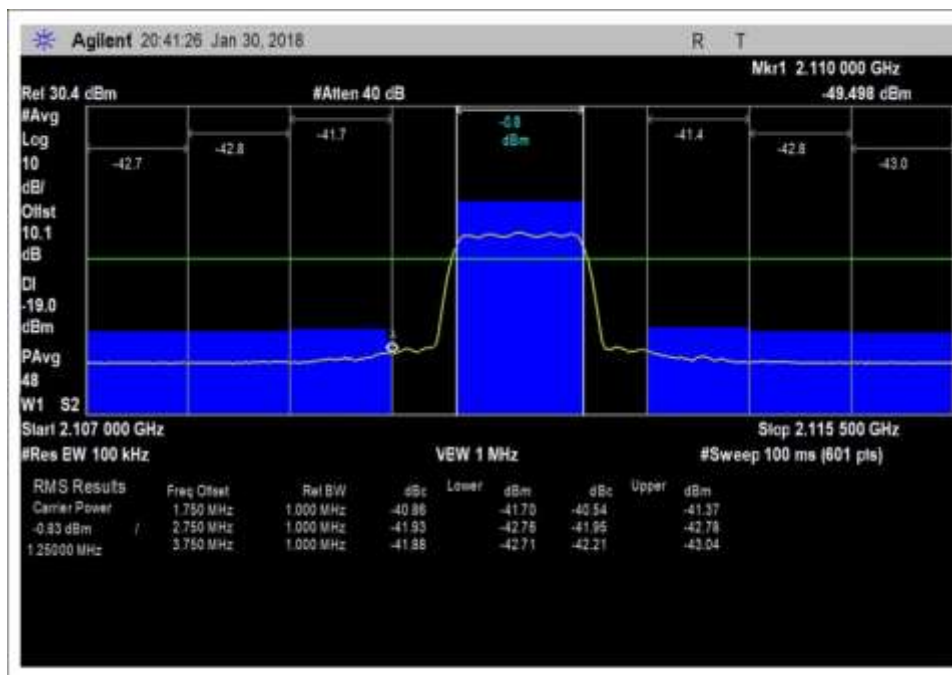 Agilent 20:41:26 Jan 30, 2018 R T
Mkr1 2.110 000 GHz
Ref 30.4 dBm #Atten 40 dB -49.498 dBm
#Avg
Log
10
dB/
Offst
10.1
dB
DI
-19.0
dBm
PAvg
48
W1 S2
-42.7 -42.8 -41.7 -0.8 dBm -41.4 -42.8 -43.0
1
Start 2.107 000 GHz Stop 2.115 500 GHz
#Res BW 100 kHz VBW 1 MHz #Sweep 100 ms (601 pts)
RMS Results Freq Offset Ref BW dBc Lower dBm dBc Upper dBm
Carrier Power 1.750 MHz 1.000 MHz -40.86 -41.70 -40.54 -41.37
-0.83 dBm / 2.750 MHz 1.000 MHz -41.93 -42.76 -41.95 -42.78
1.25000 MHz 3.750 MHz 1.000 MHz -41.88 -42.71 -42.21 -43.04